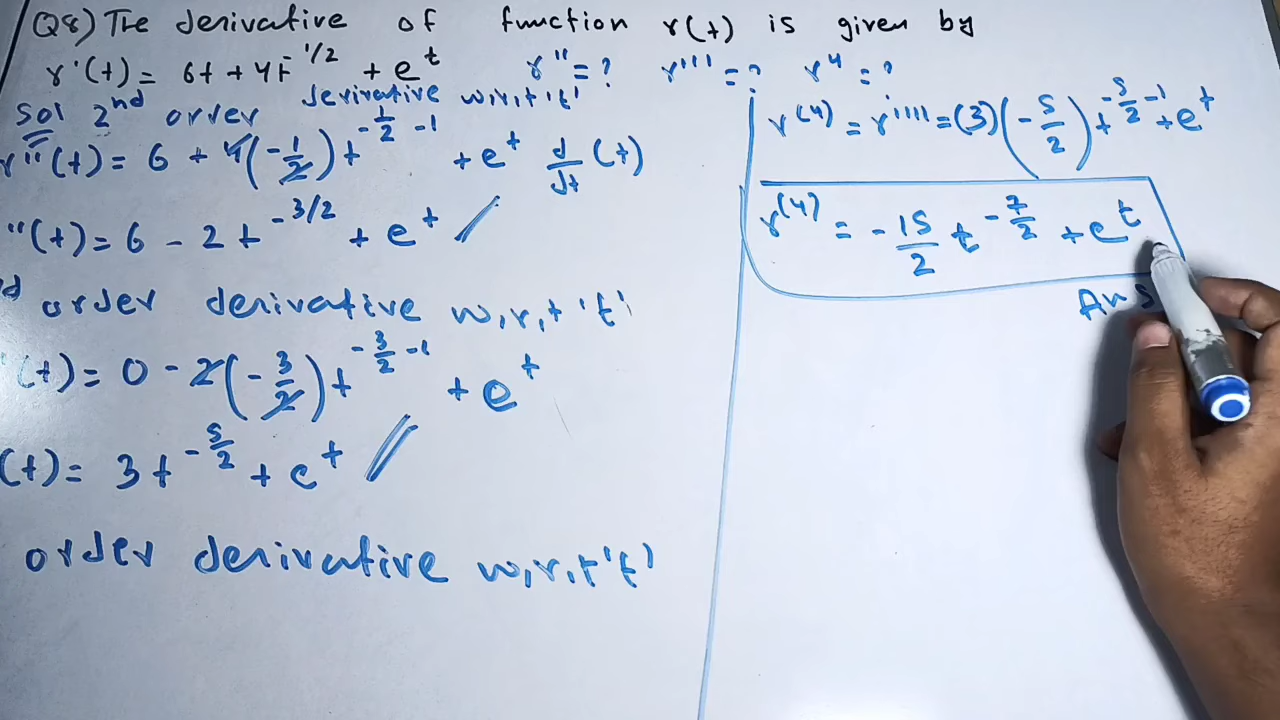 Q8) The derivative of function r(t) is given by
r'(t) = 6t + 4t^-1/2 + e^t r'' = ? r''' = ? r^4 = ?
Sol 2nd order derivative w,r,t 't'
r''(t) = 6 + 4(-1/2)t^-1/2 -1 + e^t d/dt (t)
''(t) = 6 - 2t^-3/2 + e^t
d order derivative w,r,t 't'
'(t) = 0 - 2(-3/2)t^-3/2 -1 + e^t
(t) = 3t^-5/2 + e^t
order derivative w,r,t 't'
r^(4) = r'''' = (3)(-5/2)t^-5/2 -1 + e^t
r^(4) = -15/2 t^-7/2 + e^t
Ans